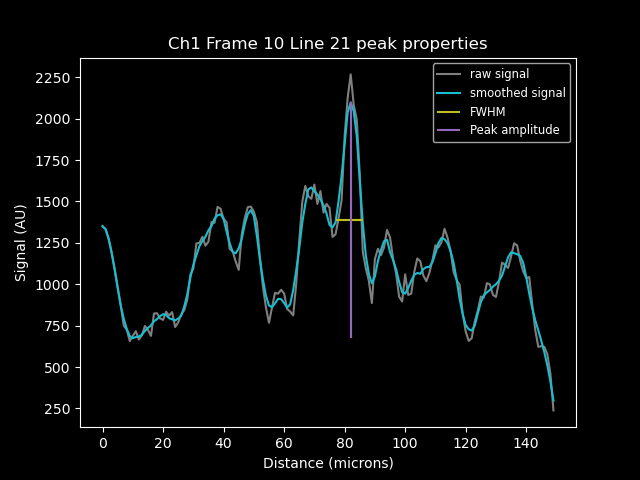 Ch1 Frame 10 Line 21 peak properties
raw signal
smoothed signal
FWHM
Peak amplitude
Signal (AU)
2250
2000
1750
1500
1250
1000
750
500
250
0 20 40 60 80 100 120 140
Distance (microns)